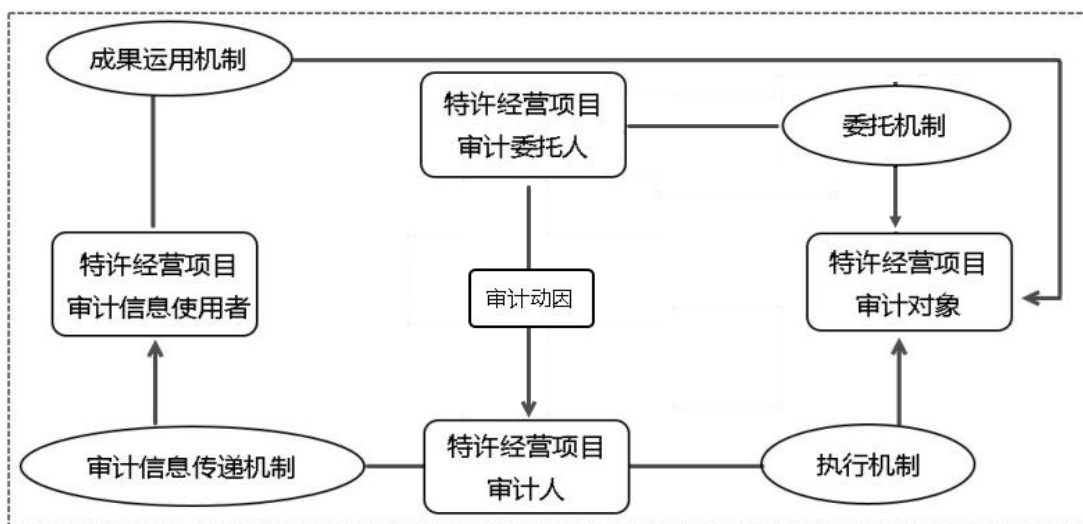 成果运用机制
特许经营项目
审计委托人
委托机制
特许经营项目
审计信息使用者
审计动因
特许经营项目
审计对象
审计信息传递机制
特许经营项目
审计人
执行机制